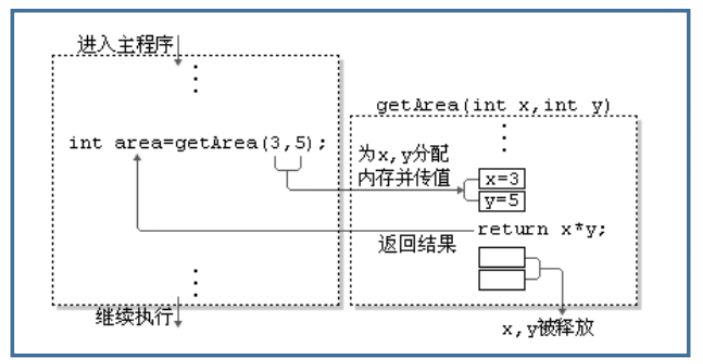 进入主程序
getArea(int x,int y)
int area=getArea(3,5);
为x,y分配
内存并传值
x=3
y=5
return x*y;
返回结果
继续执行
x,y被释放